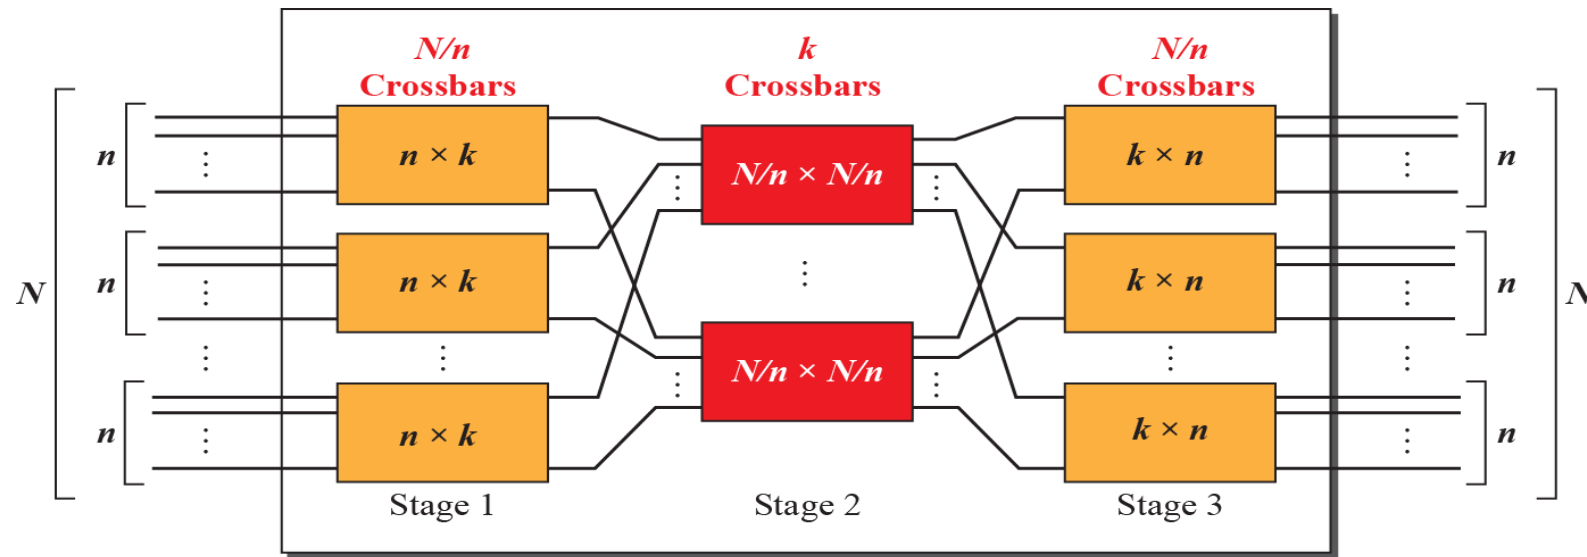 N/n
Crossbars
k
Crossbars
N/n
Crossbars
n
n × k
N/n × N/n
k × n
n
N
n
n × k
k × n
n
N
n
n × k
N/n × N/n
k × n
n
Stage 1
Stage 2
Stage 3